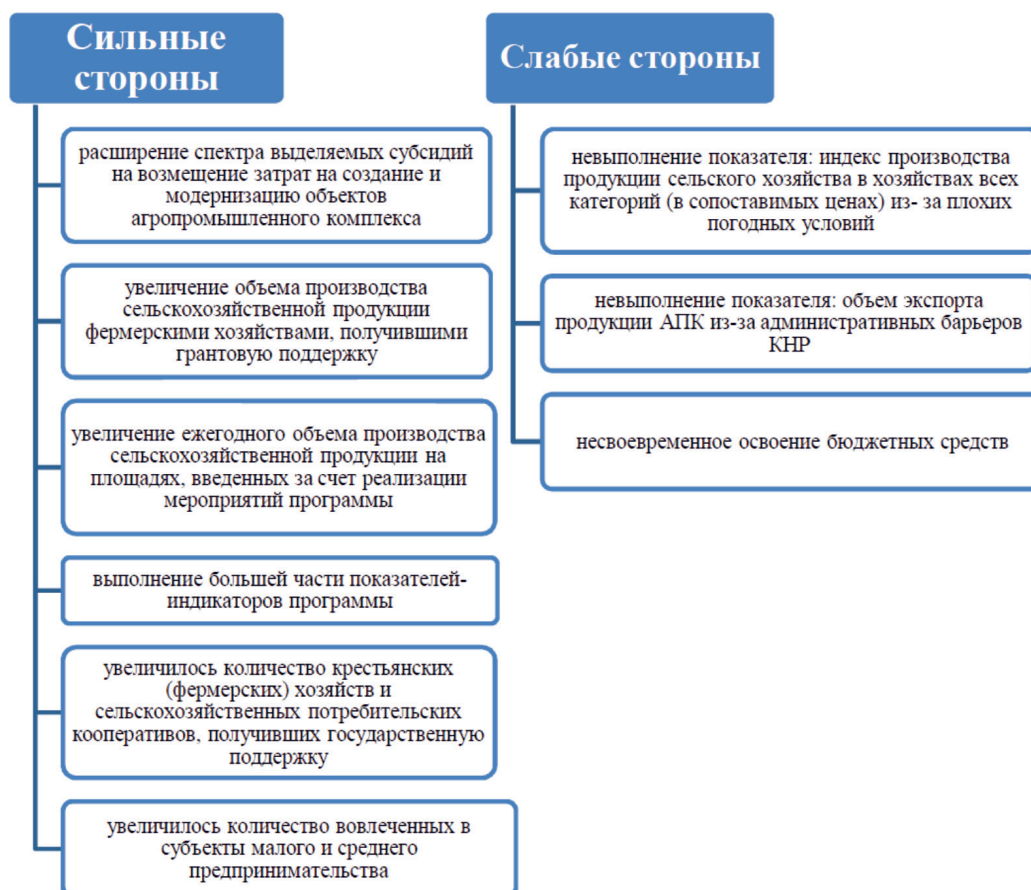 Сильные
стороны
расширение спектра выделяемых субсидий
на возмещение затрат на создание и
модернизацию объектов
агропромышленного комплекса
увеличение объема производства
сельскохозяйственной продукции
фермерскими хозяйствами, получившими
грантовую поддержку
увеличение ежегодного объема производства
сельскохозяйственной продукции на
площадях, введенных за счет реализации
мероприятий программы
выполнение большей части показателей-
индикаторов программы
увеличилось количество крестьянских
(фермерских) хозяйств и
сельскохозяйственных потребительских
кооперативов, получивших государственную
поддержку
увеличилось количество вовлеченных в
субъекты малого и среднего
предпринимательства
Слабые стороны
невыполнение показателя: индекс производства
продукции сельского хозяйства в хозяйствах всех
категорий (в сопоставимых ценах) из- за плохих
погодных условий
невыполнение показателя: объем экспорта
продукции АПК из-за административных барьеров
КНР
несвоевременное освоение бюджетных средств